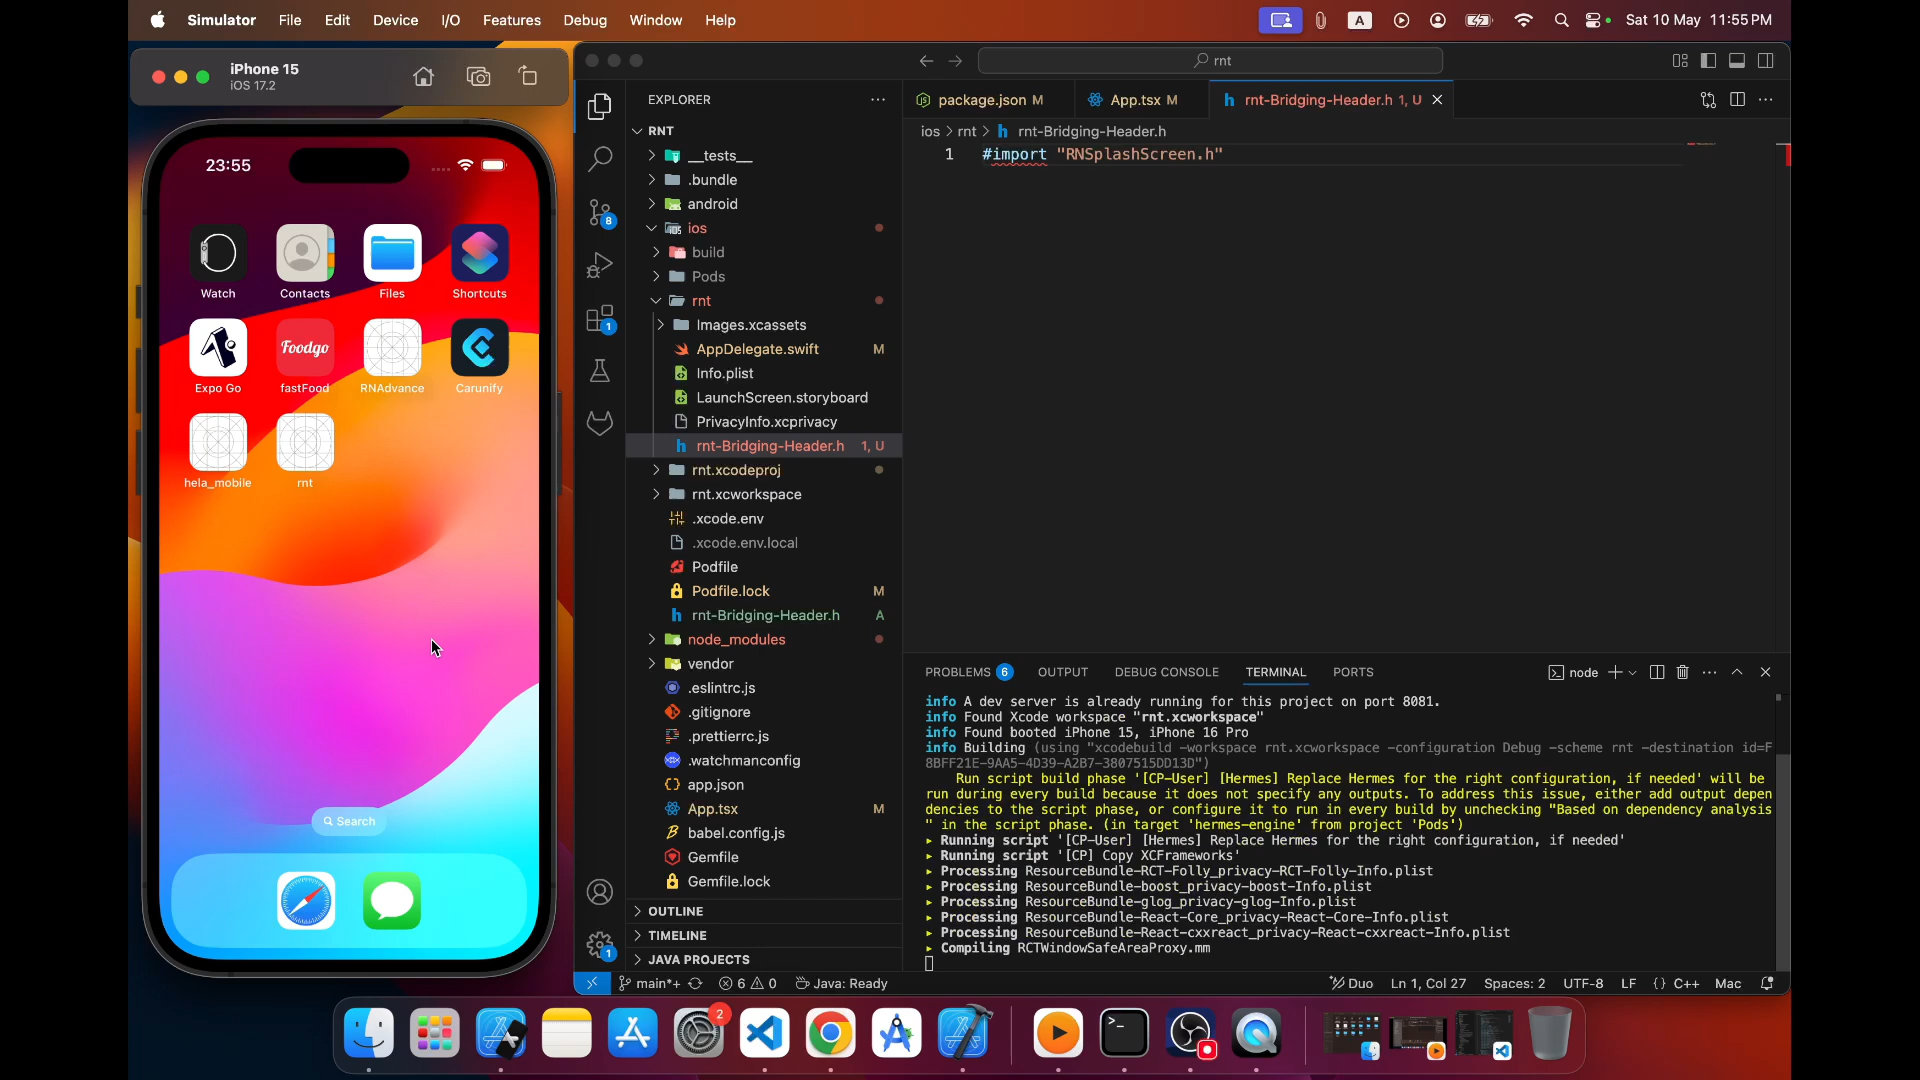 Simulator File Edit Device I/O Features Debug Window Help
A
Sat 10 May 11:55 PM
iPhone 15
iOS 17.2
23:55
Watch
Contacts
Files
Shortcuts
Foodgo
Expo Go
fastFood
RNAdvance
Carunify
hela_mobile
rnt
Search
rnt
EXPLORER
RNT
__tests__
.bundle
android
ios
build
Pods
rnt
Images.xcassets
AppDelegate.swift M
Info.plist
LaunchScreen.storyboard
PrivacyInfo.xcprivacy
rnt-Bridging-Header.h 1, U
rnt.xcodeproj
rnt.xcworkspace
.xcode.env
.xcode.env.local
Podfile
Podfile.lock M
rnt-Bridging-Header.h A
node_modules
vendor
.eslintrc.js
.gitignore
.prettierrc.js
.watchmanconfig
app.json
App.tsx M
babel.config.js
Gemfile
Gemfile.lock
OUTLINE
TIMELINE
JAVA PROJECTS
8
1
1
package.json M
App.tsx M
rnt-Bridging-Header.h 1, U
ios > rnt > h rnt-Bridging-Header.h
1 #import "RNSplashScreen.h"
PROBLEMS 6 OUTPUT DEBUG CONSOLE TERMINAL PORTS
node
info A dev server is already running for this project on port 8081.
info Found Xcode workspace "rnt.xcworkspace"
info Found booted iPhone 15, iPhone 16 Pro
info Building (using "xcodebuild -workspace rnt.xcworkspace -configuration Debug -scheme rnt -destination id=F
8BFF21E-9AA5-4D39-A2B7-3807515DD13D")
Run script build phase '[CP-User] [Hermes] Replace Hermes for the right configuration, if needed' will be
run during every build because it does not specify any outputs. To address this issue, either add output depen
dencies to the script phase, or configure it to run in every build by unchecking "Based on dependency analysis
" in the script phase. (in target 'hermes-engine' from project 'Pods')
▸ Running script '[CP-User] [Hermes] Replace Hermes for the right configuration, if needed'
▸ Running script '[CP] Copy XCFrameworks'
▸ Processing ResourceBundle-RCT-Folly_privacy-RCT-Folly-Info.plist
▸ Processing ResourceBundle-boost_privacy-boost-Info.plist
▸ Processing ResourceBundle-glog_privacy-glog-Info.plist
▸ Processing ResourceBundle-React-Core_privacy-React-Core-Info.plist
▸ Processing ResourceBundle-React-cxxreact_privacy-React-cxxreact-Info.plist
▸ Compiling RCTWindowSafeAreaProxy.mm
main*+
6
0
Java: Ready
Duo
Ln 1, Col 27
Spaces: 2
UTF-8
LF
{} C++
Mac
2